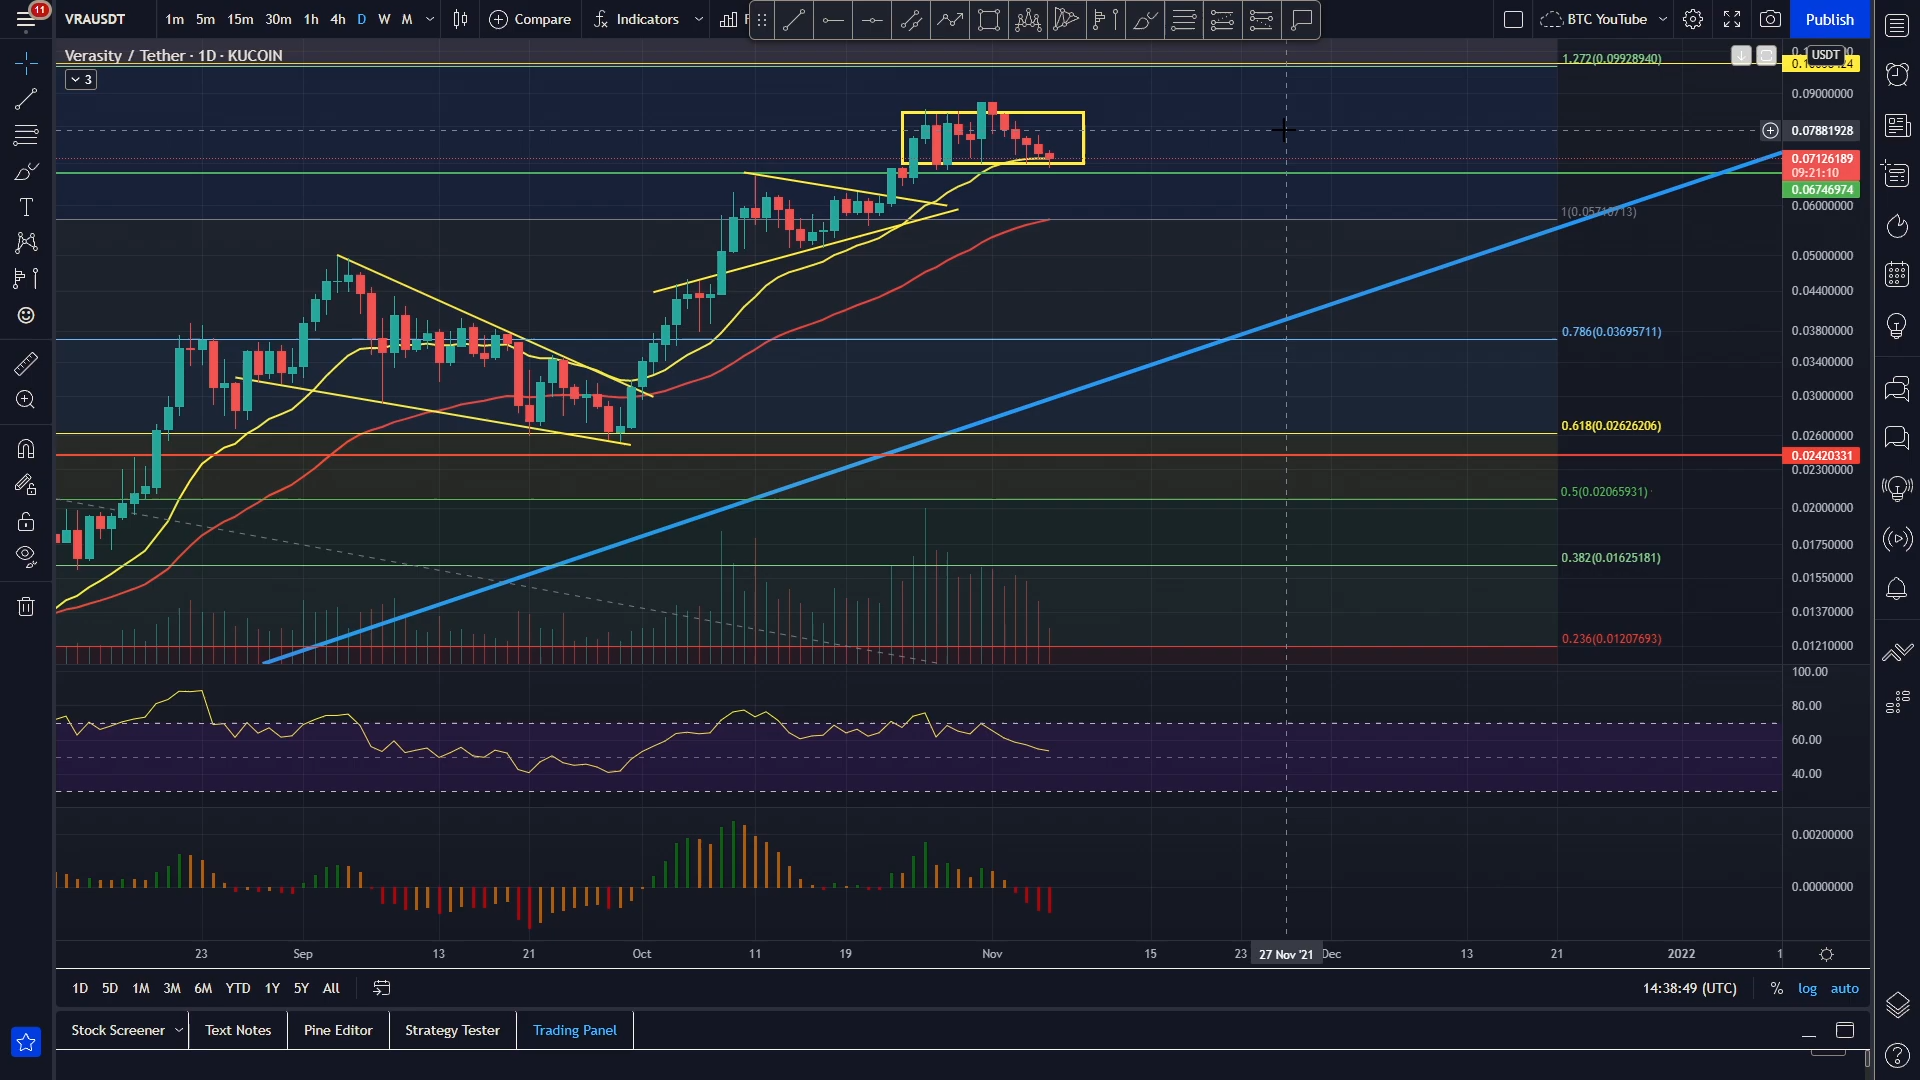 11
VRAUSDT
1m 5m 15m 30m 1h 4h D W M
Compare
Indicators
BTC YouTube
Publish
Verasity / Tether · 1D · KUCOIN
3
USDT
1.272(0.09928940)
0.09000000
0.07881928
0.07126189
09:21:10
0.06746974
0.06000000
1(0.05710713)
0.05000000
0.04400000
0.786(0.03695711)
0.03800000
0.03400000
0.03000000
0.618(0.02626206)
0.02600000
0.02420331
0.02300000
0.5(0.02065931)
0.02000000
0.01750000
0.382(0.01625181)
0.01550000
0.01370000
0.236(0.01207693)
0.01210000
100.00
80.00
60.00
40.00
0.00200000
0.00000000
23 Sep 13 21 Oct 11 19 Nov 15 23 27 Nov '21 Dec 13 21 2022 1
1D 5D 1M 3M 6M YTD 1Y 5Y All
14:38:49 (UTC) % log auto
Stock Screener Text Notes Pine Editor Strategy Tester Trading Panel